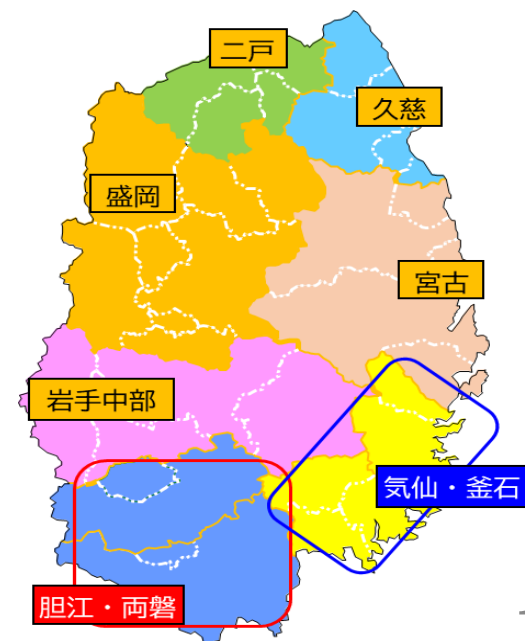 二戸
久慈
盛岡
宮古
岩手中部
気仙・釜石
胆江・両磐